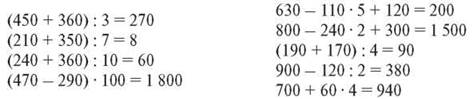 (450 + 360) : 3 = 270
(210 + 350) : 7 = 8
(240 + 360) : 10 = 60
(470 – 290) · 100 = 1 800
630 – 110 · 5 + 120 = 200
800 – 240 · 2 + 300 = 1 500
(190 + 170) : 4 = 90
900 – 120 : 2 = 380
700 + 60 · 4 = 940